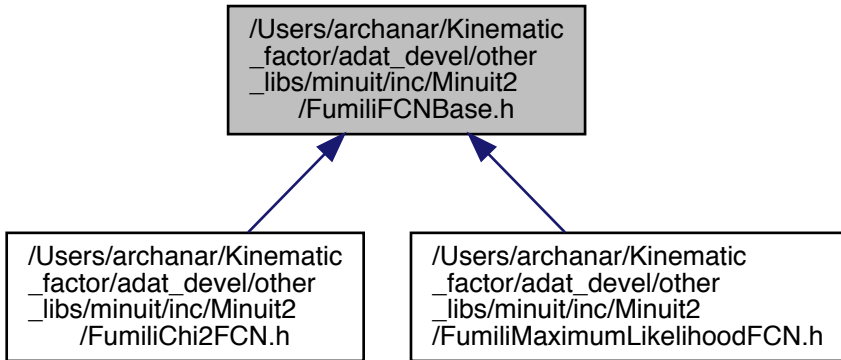 /Users/archanar/Kinematic
_factor/adat_devel/other
_libs/minuit/inc/Minuit2
/FumiliFCNBase.h
/Users/archanar/Kinematic
_factor/adat_devel/other
_libs/minuit/inc/Minuit2
/FumiliChi2FCN.h
/Users/archanar/Kinematic
_factor/adat_devel/other
_libs/minuit/inc/Minuit2
/FumiliMaximumLikelihoodFCN.h